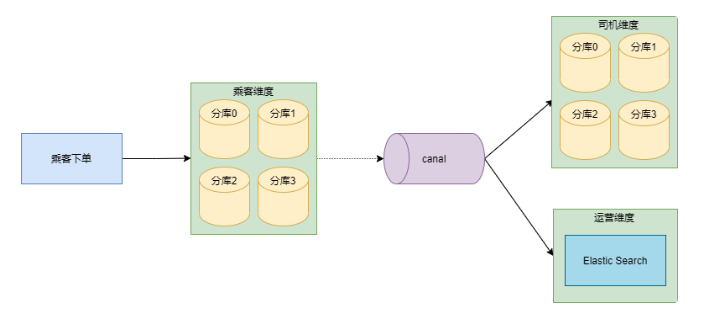 乘客下单
乘客维度
分库0
分库1
分库2
分库3
canal
司机维度
分库0
分库1
分库2
分库3
运营维度
Elastic Search